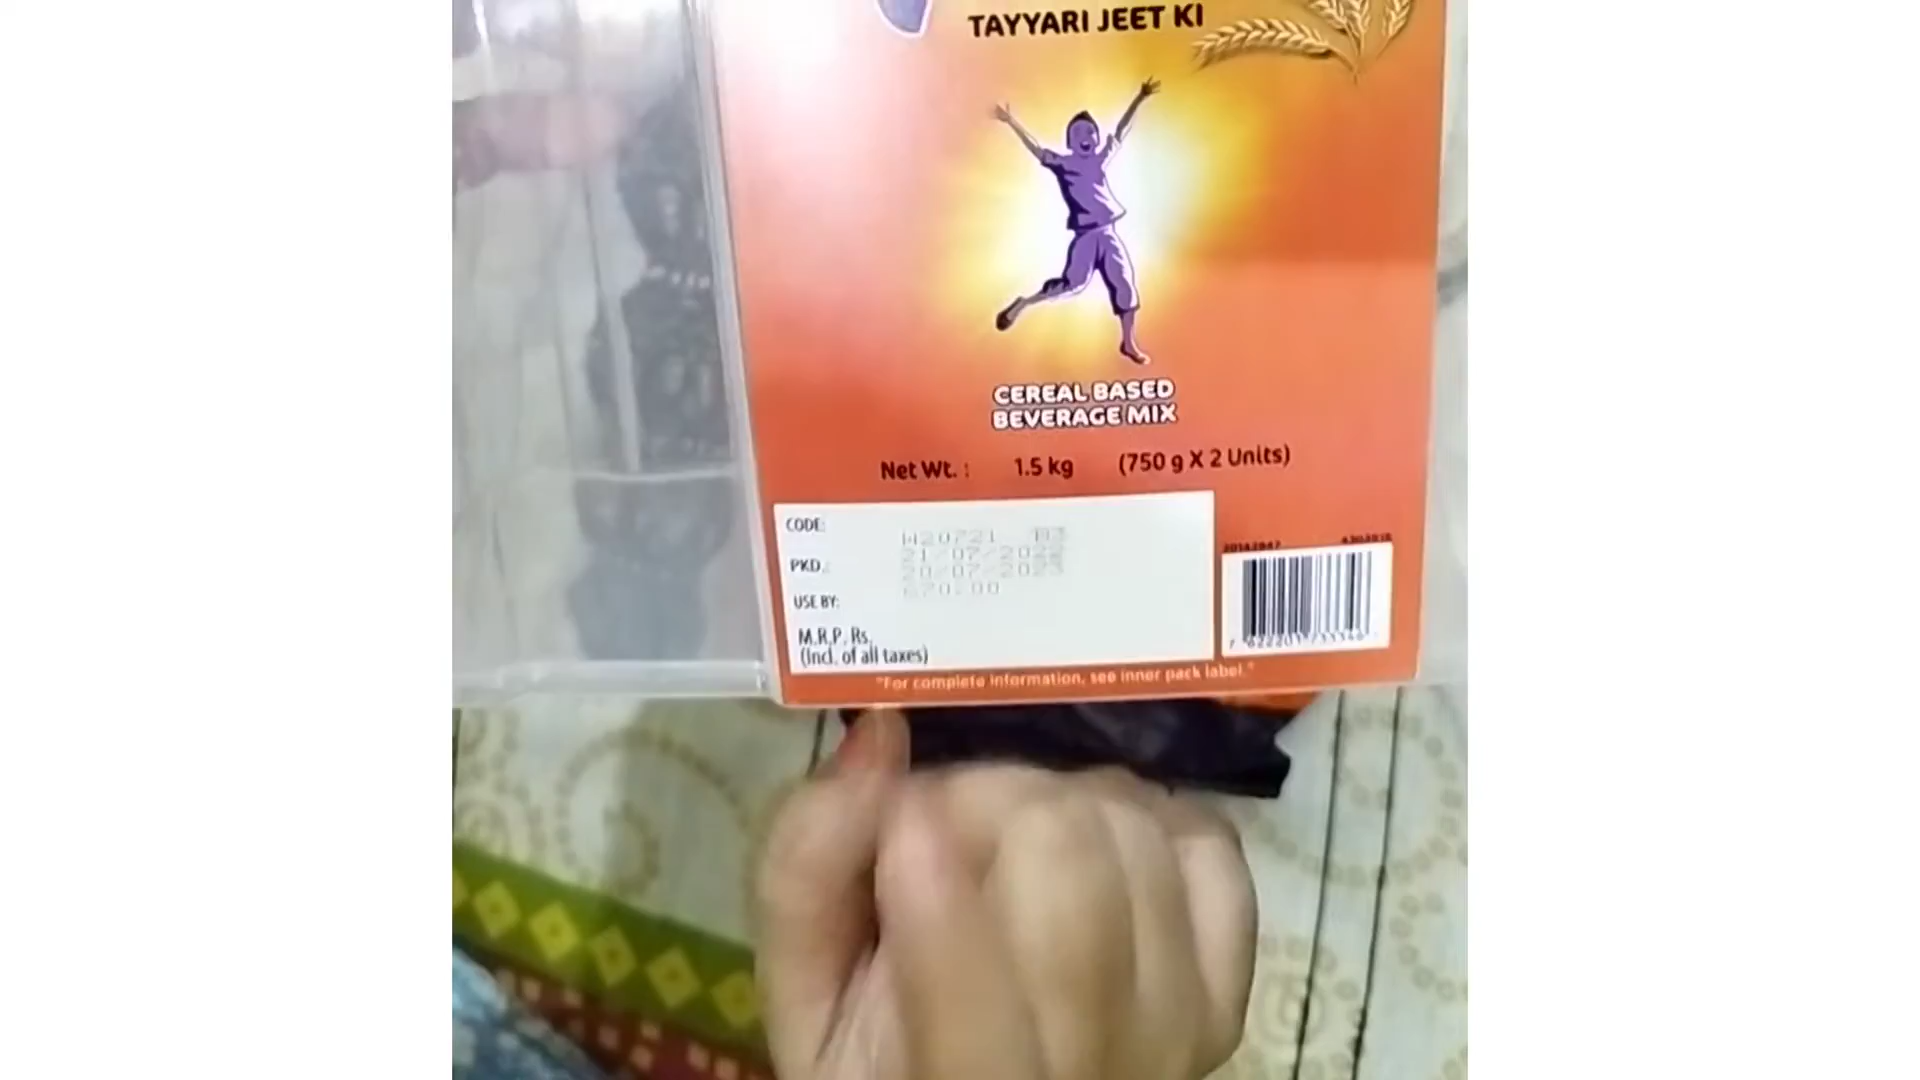 TAYYARI JEET KI
CEREAL BASED
BEVERAGE MIX
Net Wt. : 1.5 kg (750 g X 2 Units)
CODE: W20721
PKD.:
USE BY:
M.R.P. Rs.
(Incl. of all taxes)
"For complete information, see inner pack label."